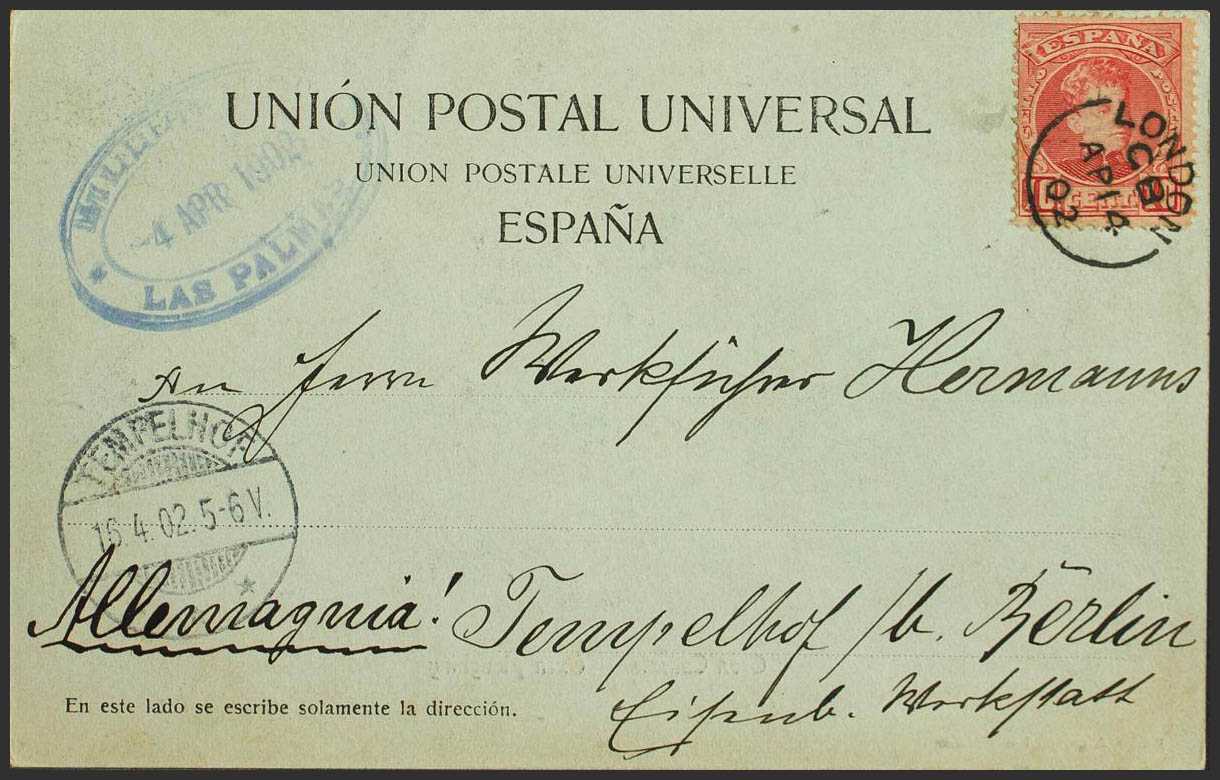 UNIÓN POSTAL UNIVERSAL
UNION POSTALE UNIVERSELLE
ESPAÑA
-4 APR 1902
LAS PALMAS
ESPAÑA
LONDON
C B
AP 14
02
An Herrn Werkführer Hermanns
TEMPELHOF
16.4.02.5-6V.
Allemagnia! Tempelhof /b. Berlin
Eisenb. Werkstatt
En este lado se escribe solamente la dirección.